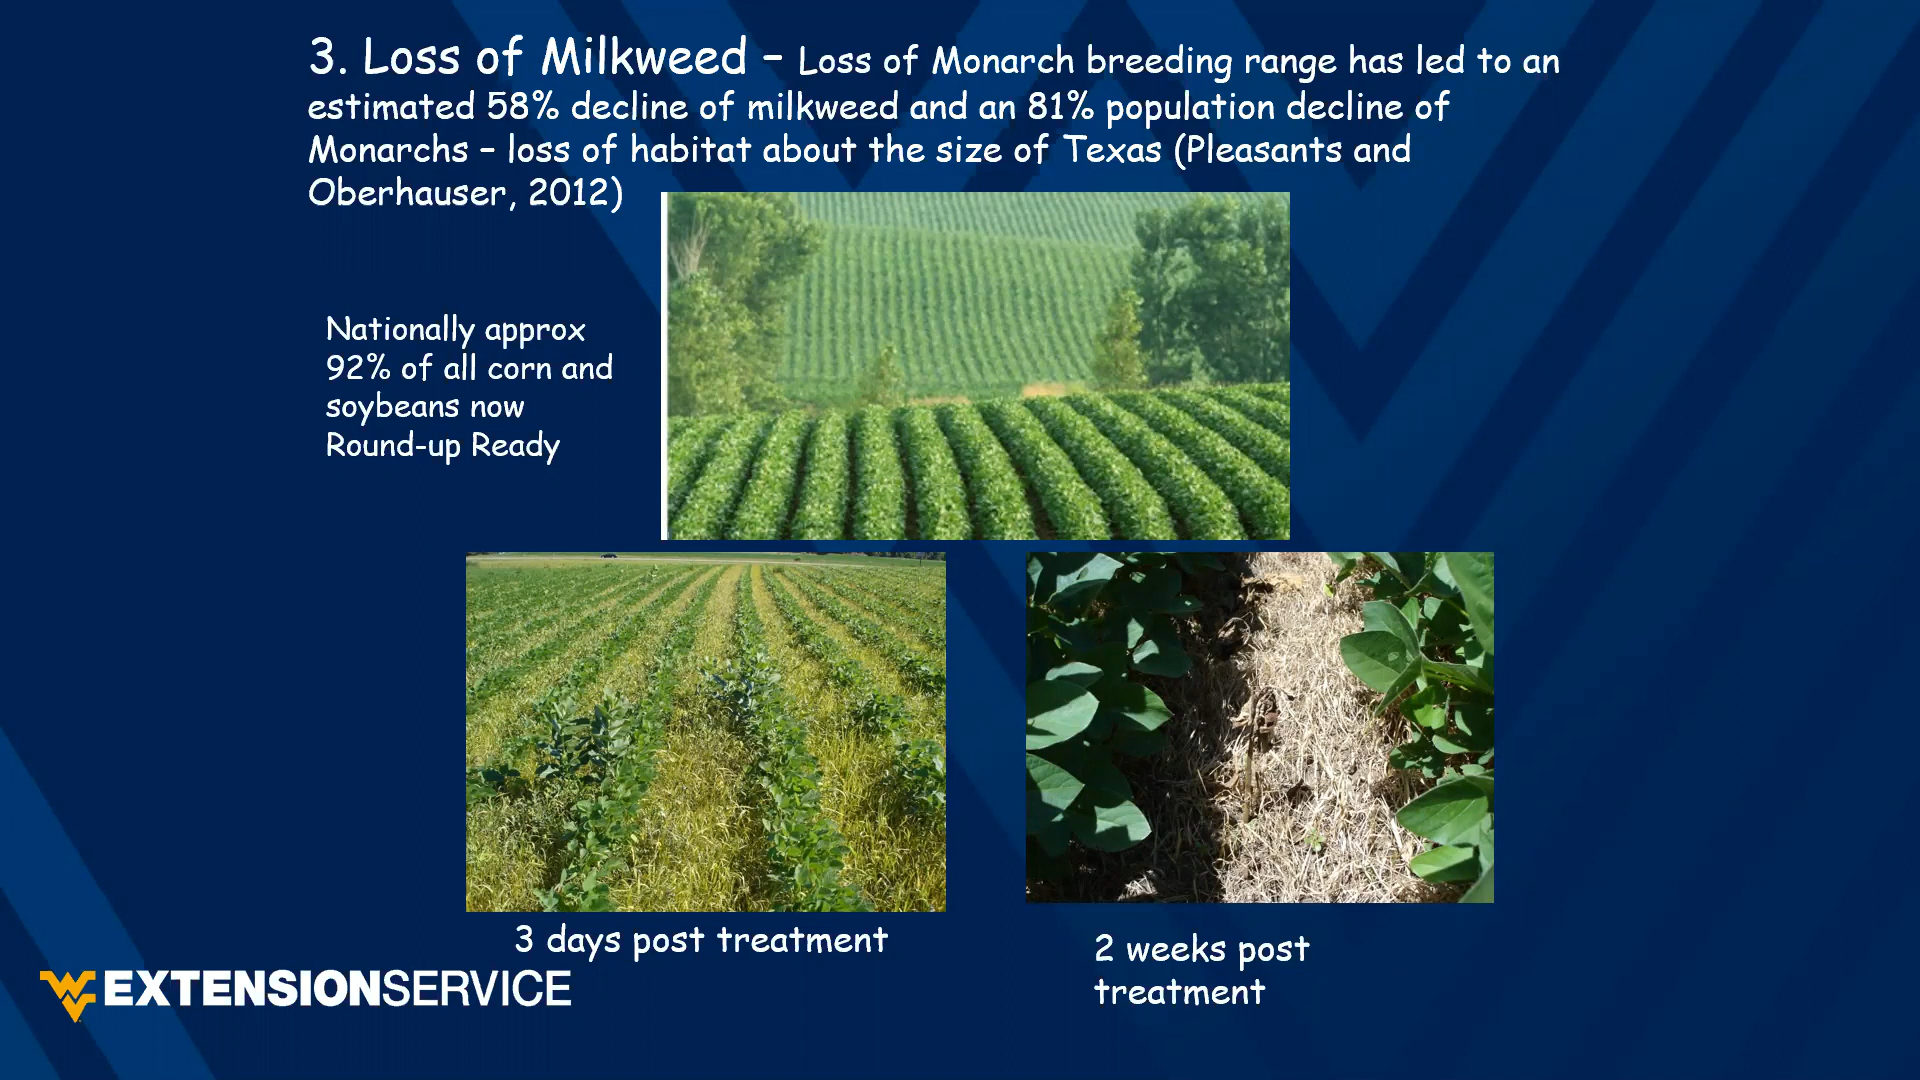 3. Loss of Milkweed – Loss of Monarch breeding range has led to an
estimated 58% decline of milkweed and an 81% population decline of
Monarchs – loss of habitat about the size of Texas (Pleasants and
Oberhauser, 2012)
Nationally approx
92% of all corn and
soybeans now
Round-up Ready
3 days post treatment
2 weeks post
treatment
WV EXTENSIONSERVICE